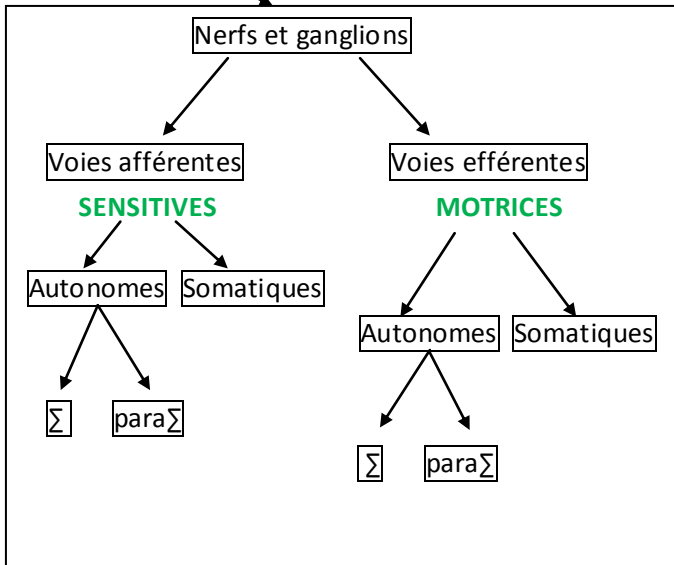 Nerfs et ganglions
Voies afférentes
Voies efférentes
SENSITIVES
MOTRICES
Autonomes
Somatiques
Autonomes
Somatiques
∑
para∑
∑
para∑